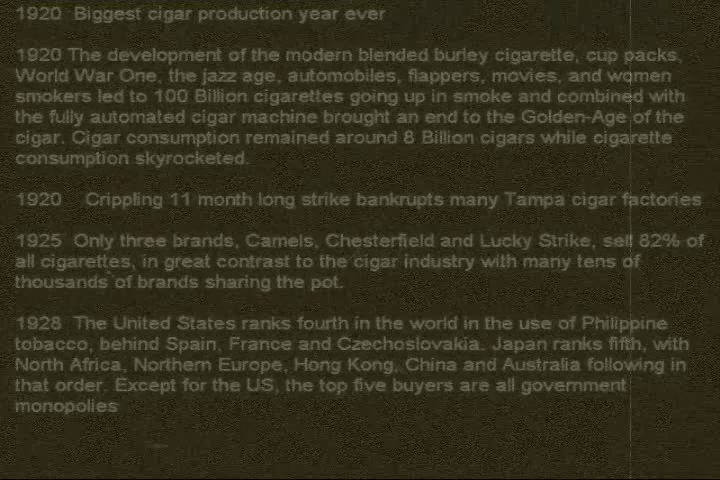 1920 Biggest cigar production year ever
1920 The development of the modern blended burley cigarette, cup packs,
World War One, the jazz age, automobiles, flappers, movies, and women
smokers led to 100 Billion cigarettes going up in smoke and combined with
the fully automated cigar machine brought an end to the Golden-Age of the
cigar. Cigar consumption remained around 8 Billion cigars while cigarette
consumption skyrocketed.
1920 Crippling 11 month long strike bankrupts many Tampa cigar factories
1925 Only three brands, Camels, Chesterfield and Lucky Strike, sell 82% of
all cigarettes, in great contrast to the cigar industry with many tens of
thousands of brands sharing the pot.
1928 The United States ranks fourth in the world in the use of Philippine
tobacco, behind Spain, France and Czechoslovakia. Japan ranks fifth, with
North Africa, Northern Europe, Hong Kong, China and Australia following in
that order. Except for the US, the top five buyers are all government
monopolies